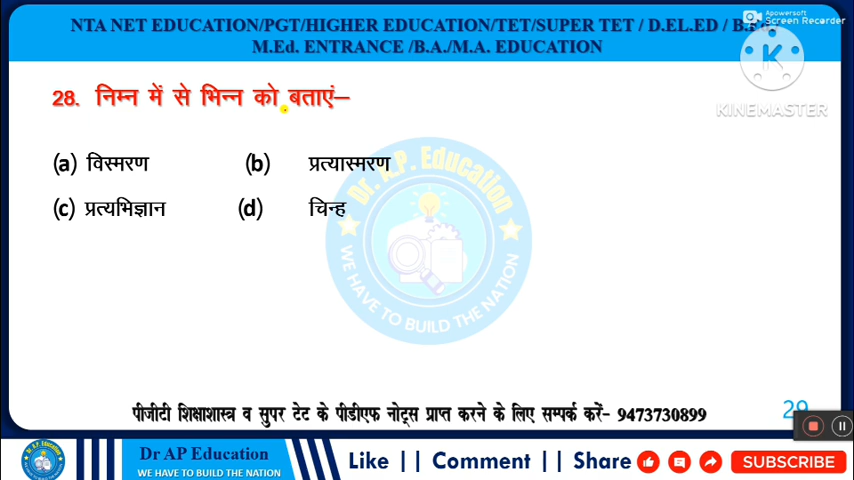 NTA NET EDUCATION/PGT/HIGHER EDUCATION/TET/SUPER TET / D.EL.ED / B.Ed.
M.Ed. ENTRANCE /B.A./M.A. EDUCATION
Apowersoft
Screen Recorder
KINEMASTER
28. निम्न में से भिन्न को बताएं–
(a) विस्मरण (b) प्रत्यास्मरण
(c) प्रत्यभिज्ञान (d) चिन्ह
Dr. A.P. Education
WE HAVE TO BUILD THE NATION
पीजीटी शिक्षाशास्त्र व सुपर टेट के पीडीएफ नोट्स प्राप्त करने के लिए सम्पर्क करें- 9473730899
29
Dr AP Education
WE HAVE TO BUILD THE NATION
Like || Comment || Share
SUBSCRIBE